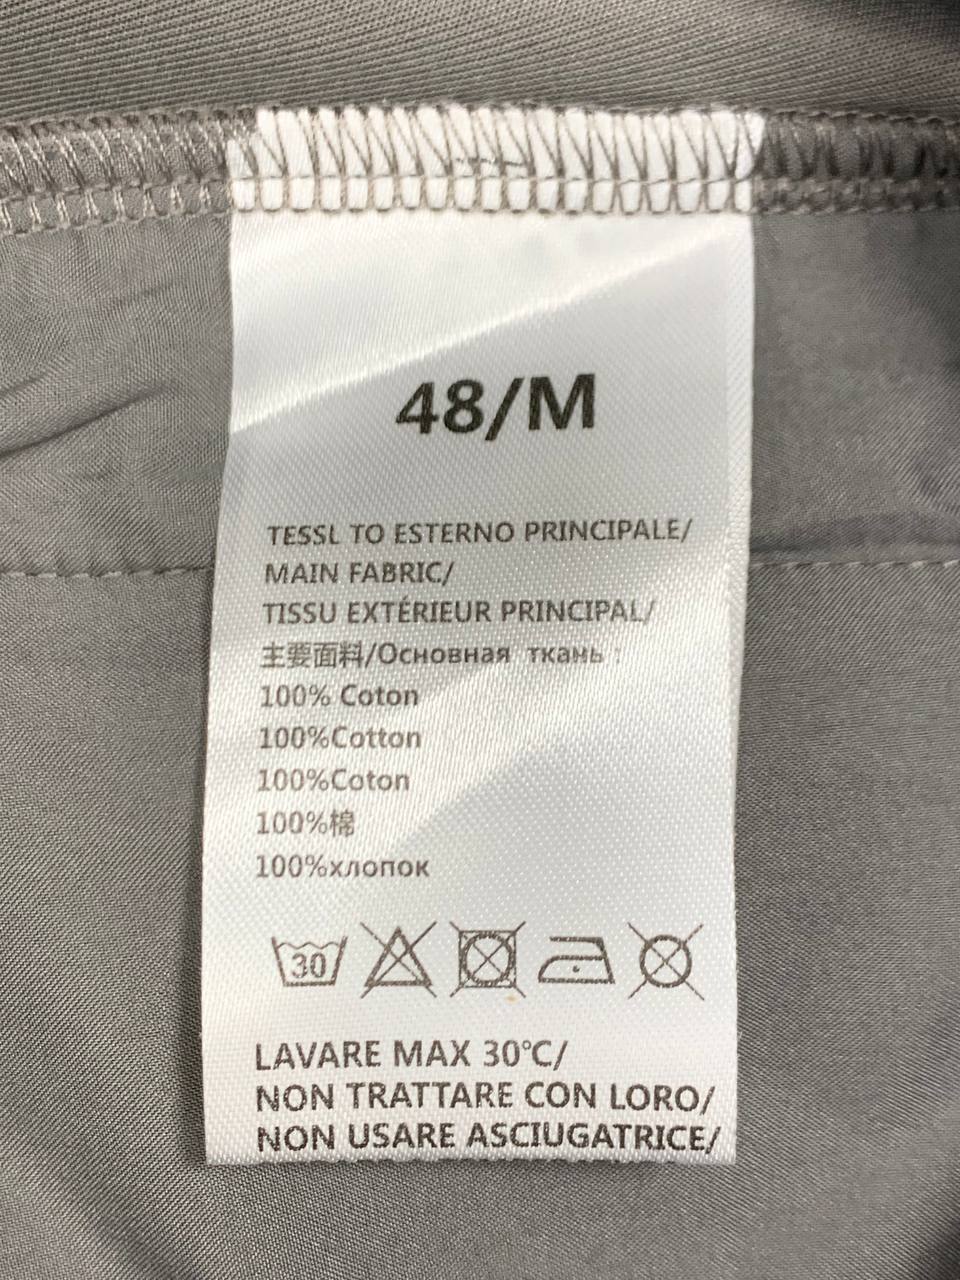 48/M
TESSL TO ESTERNO PRINCIPALE/
MAIN FABRIC/
TISSU EXTÉRIEUR PRINCIPAL/
主要面料/Основная ткань :
100% Coton
100%Cotton
100%Coton
100%棉
100%хлопок
30
LAVARE MAX 30°C/
NON TRATTARE CON LORO/
NON USARE ASCIUGATRICE/